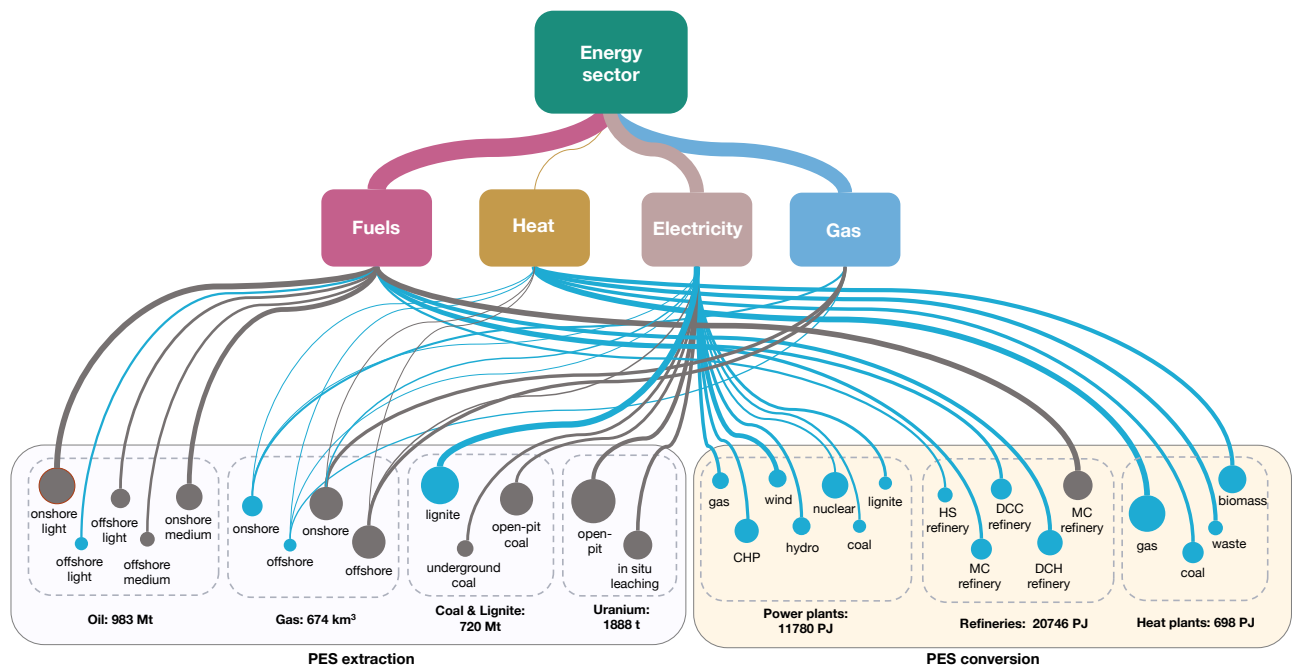 Energy
sector
Fuels
Heat
Electricity
Gas
onshore
light
offshore
light
offshore
light
offshore
medium
onshore
medium
Oil: 983 Mt
onshore
offshore
onshore
offshore
Gas: 674 km³
lignite
underground
coal
open-pit
coal
Coal & Lignite:
720 Mt
open-
pit
in situ
leaching
Uranium:
1888 t
PES extraction
gas
CHP
wind
hydro
nuclear
coal
lignite
Power plants:
11780 PJ
HS
refinery
MC
refinery
DCC
refinery
DCH
refinery
MC
refinery
Refineries: 20746 PJ
gas
coal
waste
biomass
Heat plants: 698 PJ
PES conversion